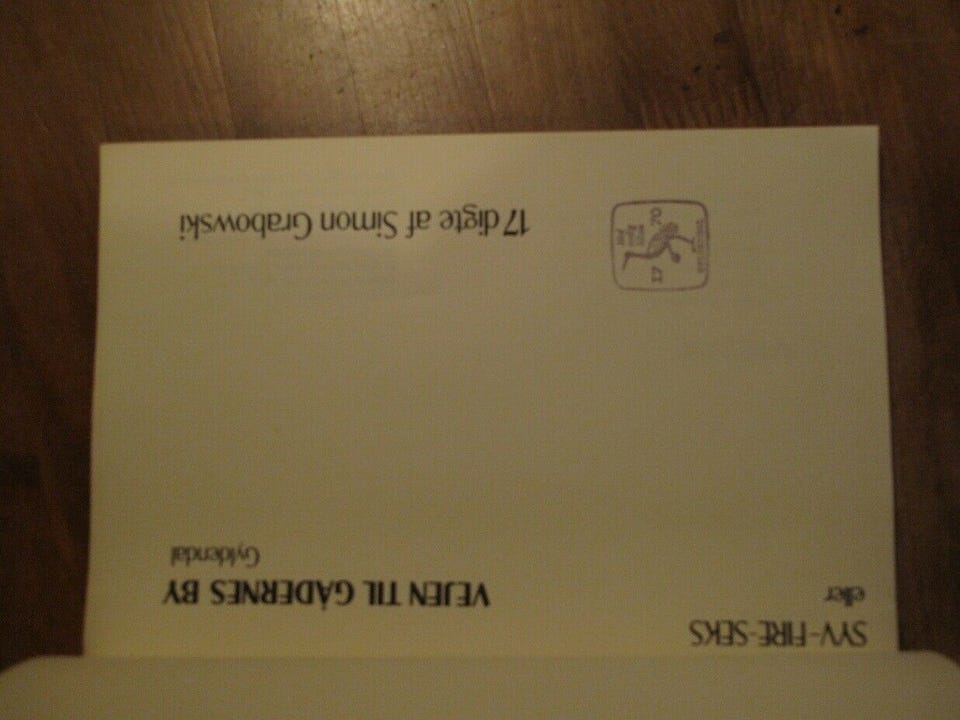 SYV-FIRE-SEKS
eller
VEJEN TIL GÅDERNES BY
Gyldendal
17 digte af Simon Grabowski